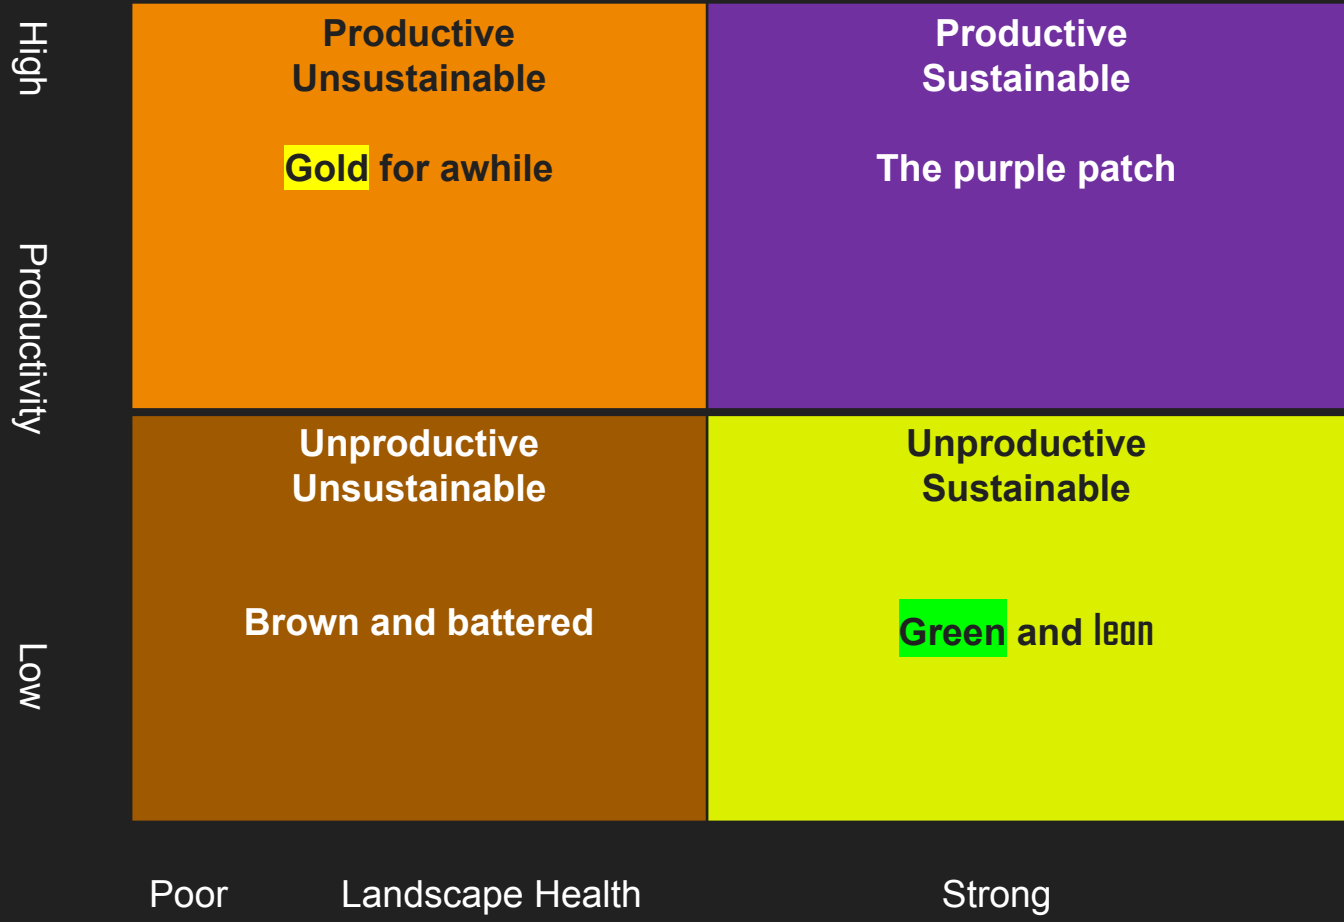 High
Productivity
Low
Productive
Unsustainable
Gold for awhile
Productive
Sustainable
The purple patch
Unproductive
Unsustainable
Brown and battered
Unproductive
Sustainable
Green and lean
Poor
Landscape Health
Strong